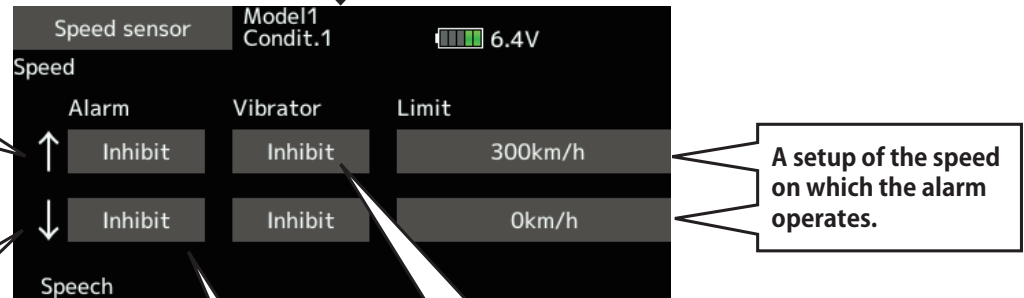 Speed sensor
Model1
Condit.1
6.4V
Speed
Alarm Vibrator Limit
↑ Inhibit Inhibit 300km/h
↓ Inhibit Inhibit 0km/h
Speech
A setup of the speed
on which the alarm
operates.